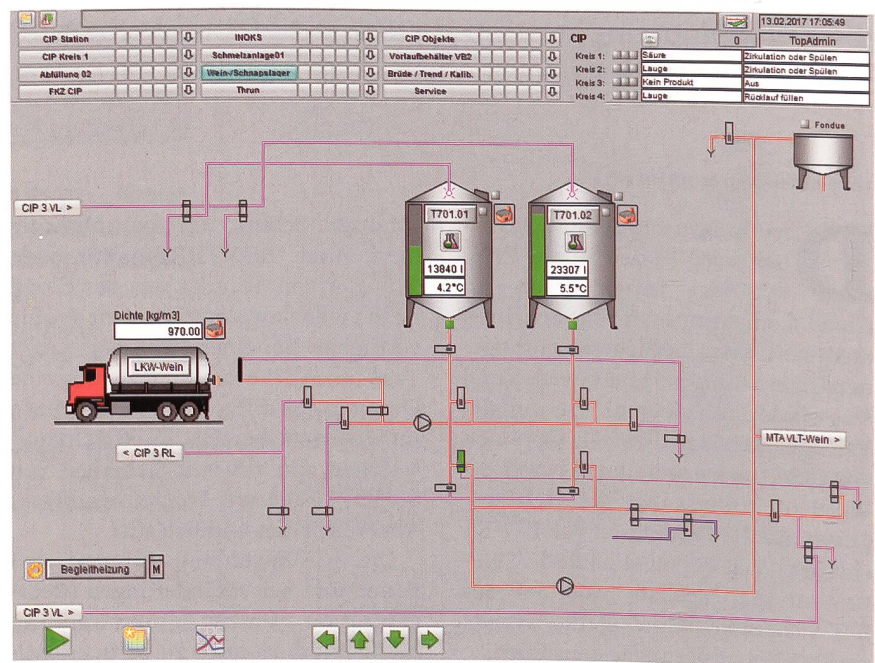 13.02.2017 17:05:49
CIP Station
INOKS
CIP Objekte
CIP
0
TopAdmin
CIP Kreis 1
Schmelzanlage01
Vorlaufbehälter VB2
Kreis 1:
Säure
Zirkulation oder Spülen
Abfüllung 02
Wein-/Schnapslager
Brüde / Trend / Kalib.
Kreis 2:
Lauge
Zirkulation oder Spülen
FKZ CIP
Thrun
Service
Kreis 3:
Kein Produkt
Aus
Kreis 4:
Lauge
Rücklauf füllen
Fondue
CIP 3 VL >
T701.01
T701.02
13840 l
23307 l
4.2°C
5.5°C
Dichte [kg/m3]
970.00
LKW-Wein
MTA VLT-Wein >
< CIP 3 RL
Begleitheizung
M
CIP 3 VL >